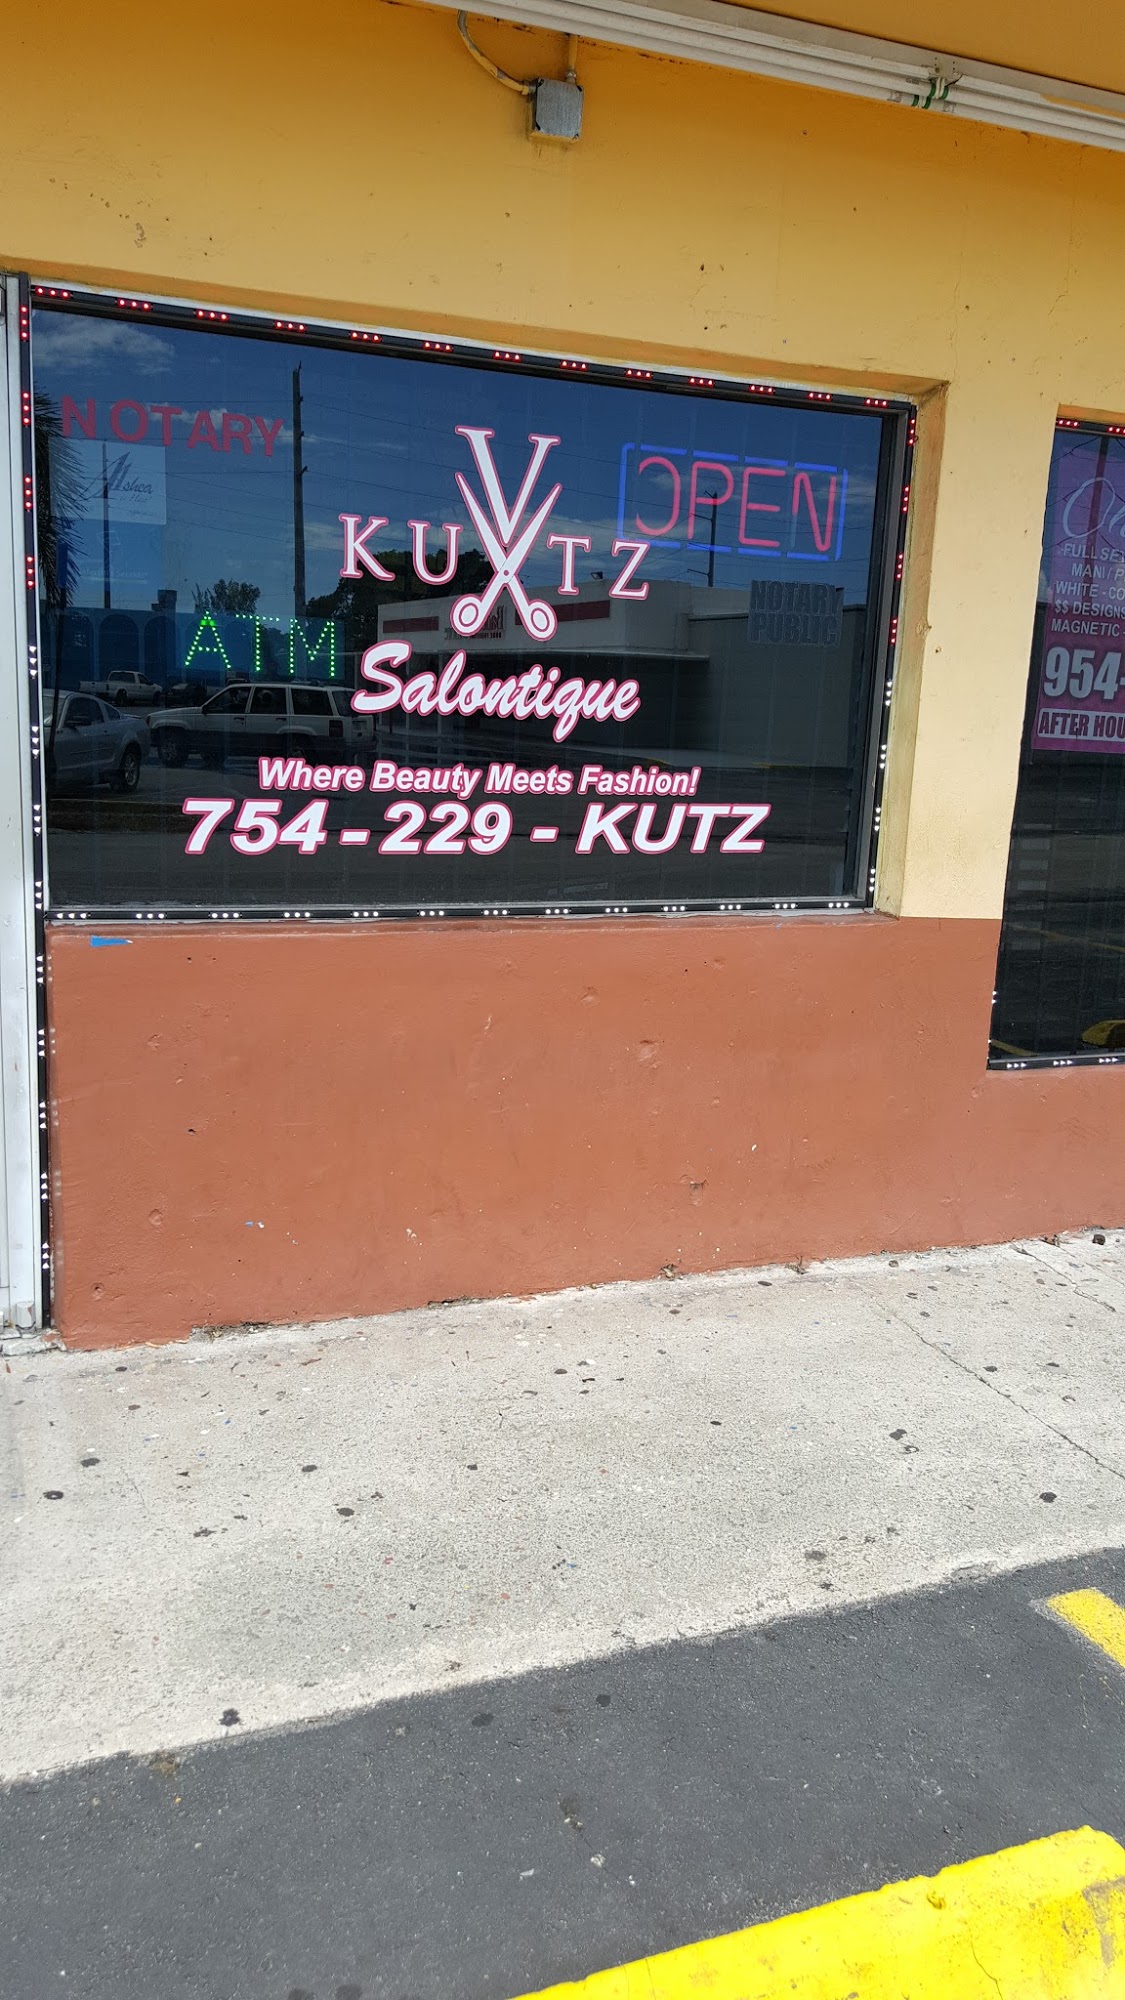 NOTARY
OPEN
KUTZ
V
NOTARY
PUBLIC
ATM
Salontique
Where Beauty Meets Fashion!
754-229-KUTZ
FULL SE
MANI / P
WHITE - CO
$$ DESIGNS
MAGNETIC
954-
AFTER HOU